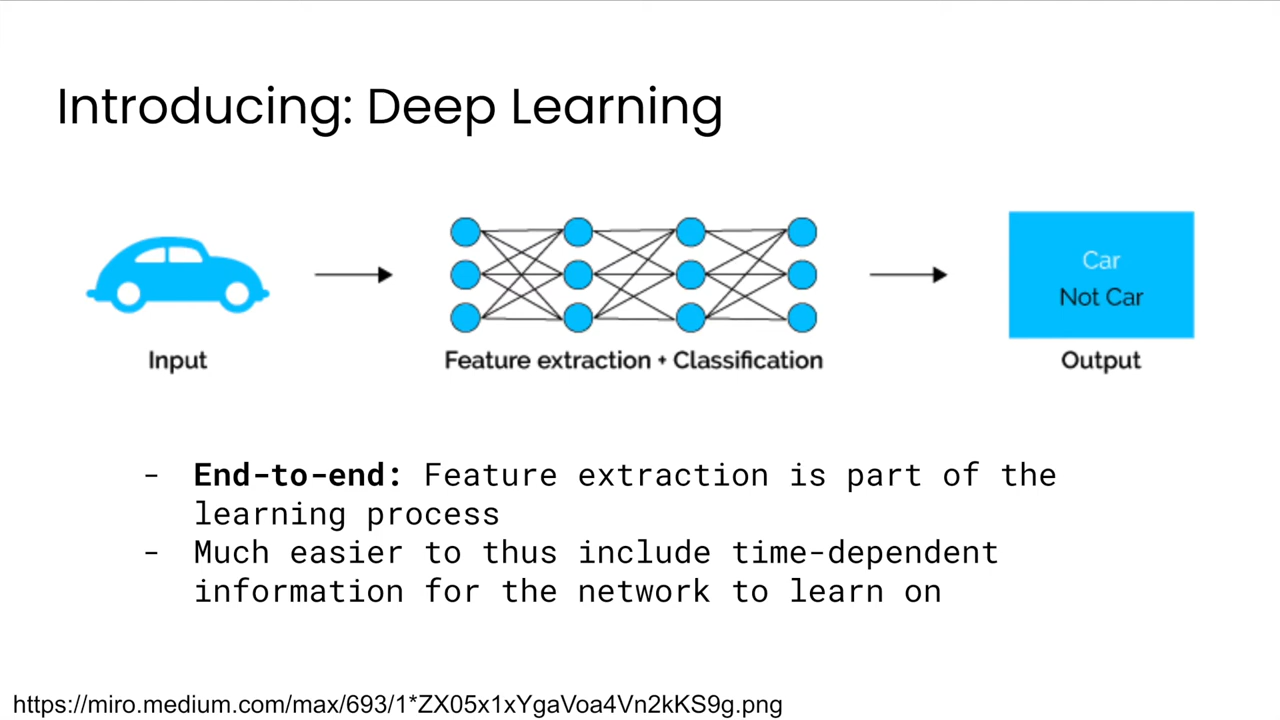 Introducing: Deep Learning
Car
Not Car
Input
Feature extraction + Classification
Output
- End-to-end: Feature extraction is part of the
learning process
- Much easier to thus include time-dependent
information for the network to learn on
https://miro.medium.com/max/693/1*ZX05x1xYgaVoa4Vn2kKS9g.png